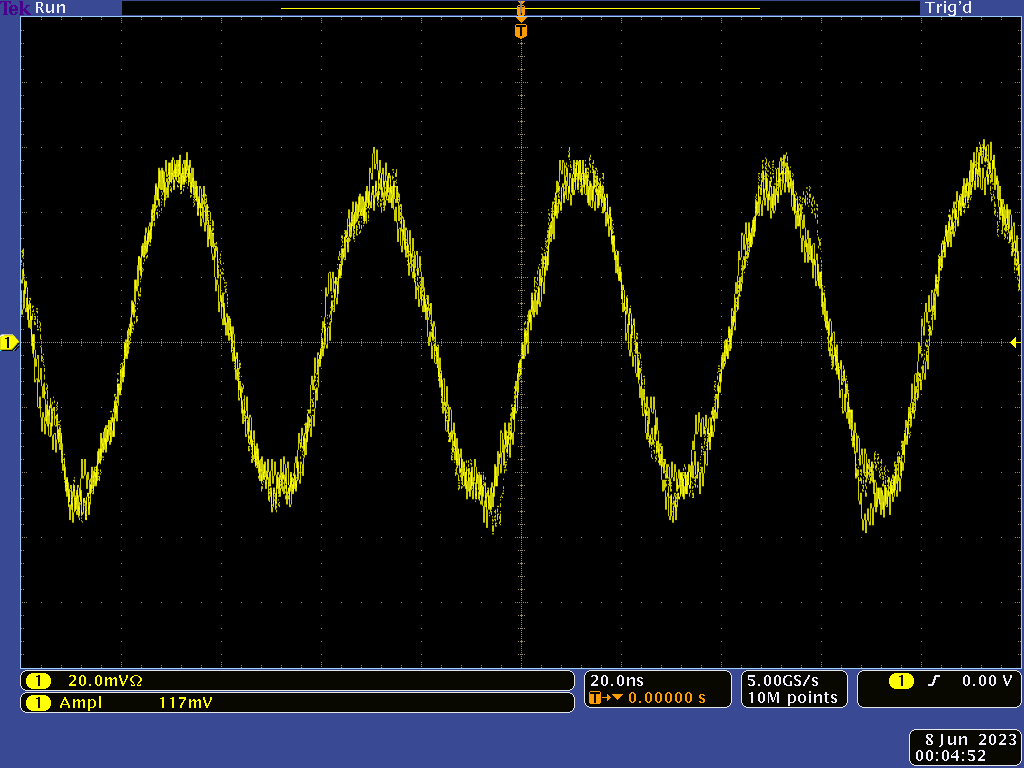 Tek Run Trig'd
T
T
1
1 20.0mVΩ 20.0ns 5.00GS/s 1 0.00 V
T 0.00000 s 10M points
1 Ampl 117mV
8 Jun 2023
00:04:52